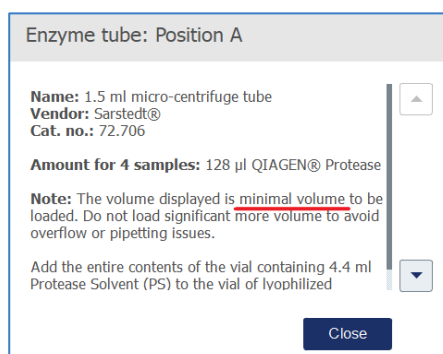 Enzyme tube: Position A
Name: 1.5 ml micro-centrifuge tube
Vendor: Sarstedt®
Cat. no.: 72.706
Amount for 4 samples: 128 µl QIAGEN® Protease
Note: The volume displayed is minimal volume to be
loaded. Do not load significant more volume to avoid
overflow or pipetting issues.
Add the entire contents of the vial containing 4.4 ml
Protease Solvent (PS) to the vial of lyophilized
Close